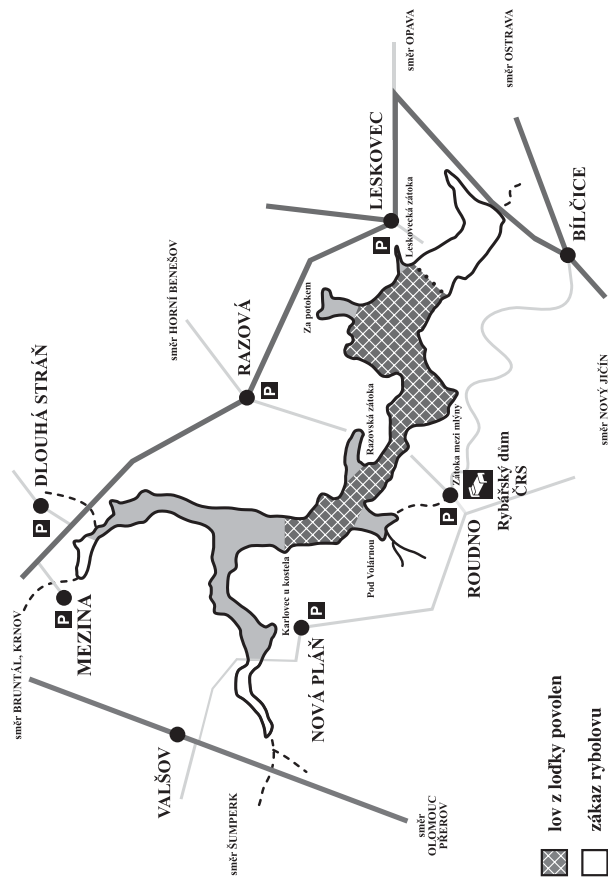 směr OPAVA
směr OSTRAVA
LESKOVEC
P
Leskovecká zátoka
BÍLČICE
směr HORNÍ BENEŠOV
Za potokem
RAZOVÁ
P
směr NOVÝ JIČÍN
DLOUHÁ STRÁŇ
P
Razovská zátoka
Zátoka mezi mlýny
Rybářský dům
ČRS
P
ROUDNO
Pod Volárnou
Karlovec u kostela
P
MEZINA
P
NOVÁ PLÁŇ
směr BRUNTÁL, KRNOV
VALŠOV
směr ŠUMPERK
směr
OLOMOUC
PŘEROV
lov z loďky povolen
zákaz rybolovu